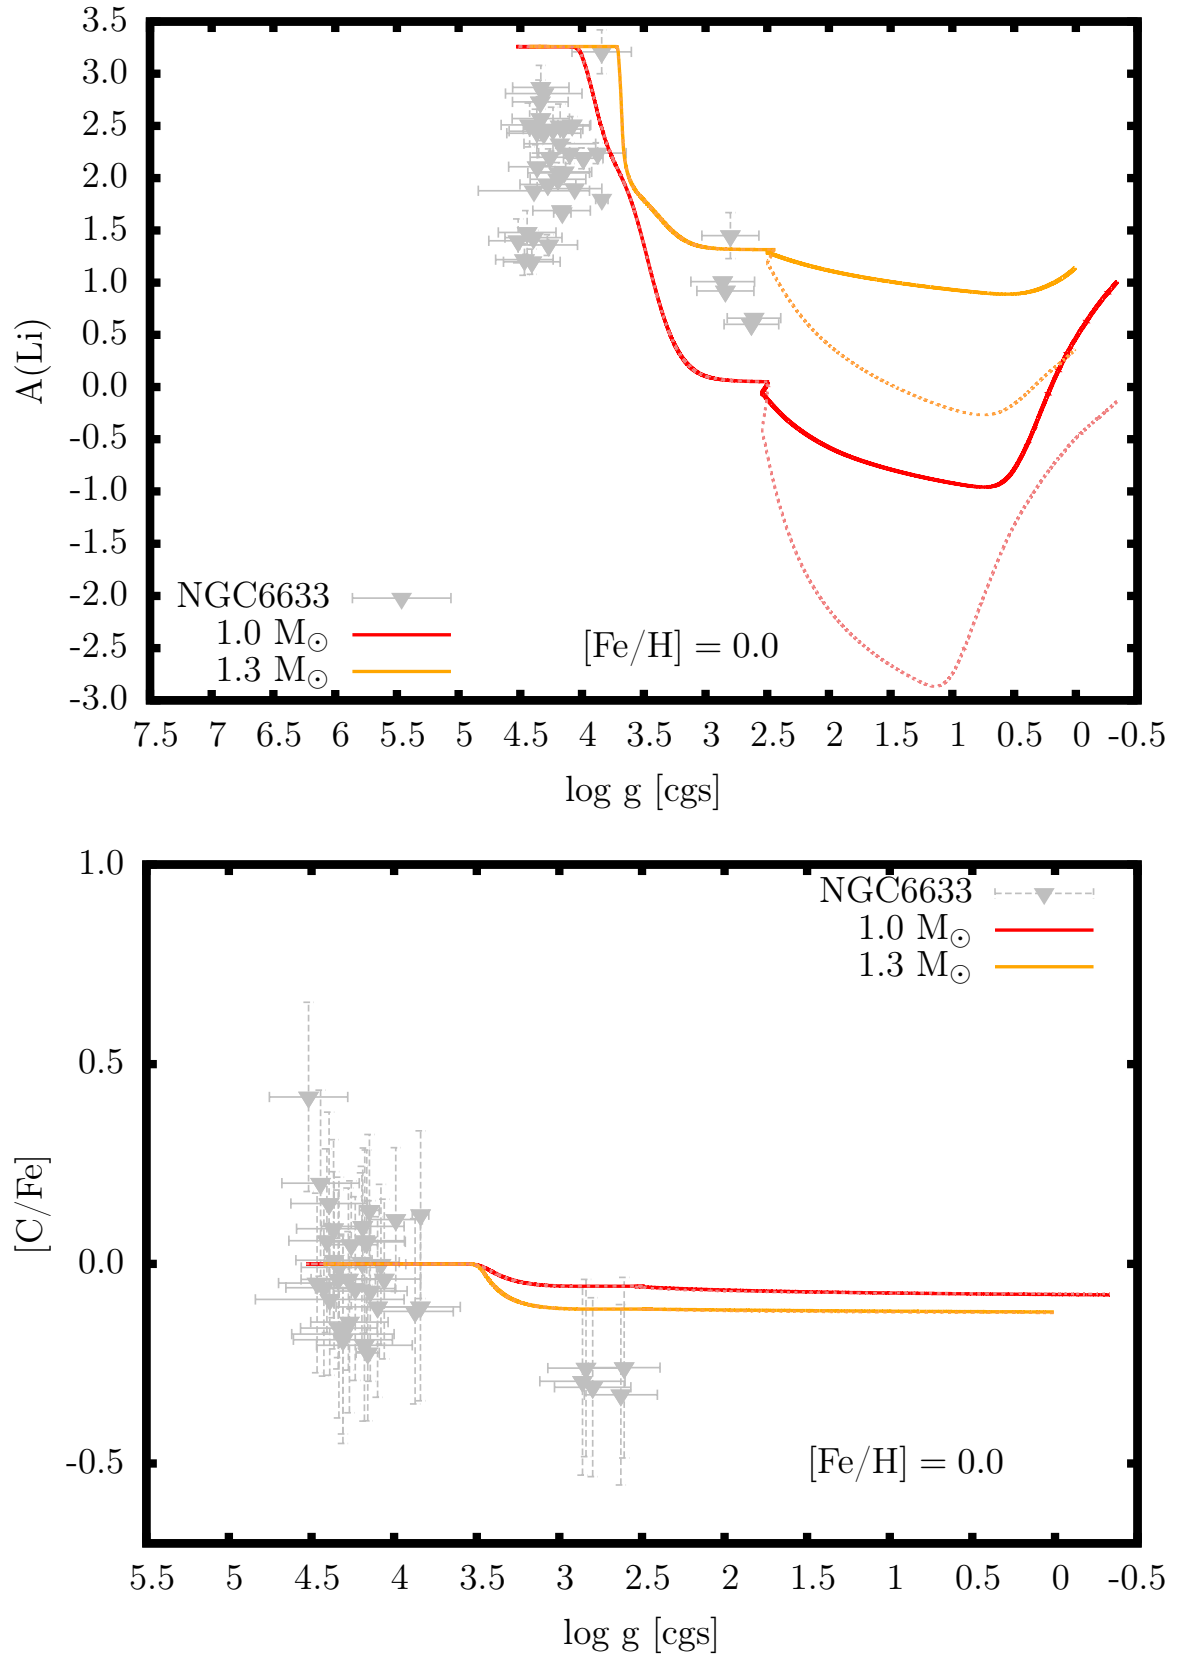 3.5
3.0
2.5
2.0
1.5
1.0
0.5
0.0
-0.5
-1.0
-1.5
-2.0
-2.5
-3.0
A(Li)
NGC6633
1.0 M⊙
1.3 M⊙
[Fe/H] = 0.0
7.5 7 6.5 6 5.5 5 4.5 4 3.5 3 2.5 2 1.5 1 0.5 0 -0.5
log g [cgs]
1.0
0.5
0.0
-0.5
[C/Fe]
NGC6633
1.0 M⊙
1.3 M⊙
[Fe/H] = 0.0
5.5 5 4.5 4 3.5 3 2.5 2 1.5 1 0.5 0 -0.5
log g [cgs]